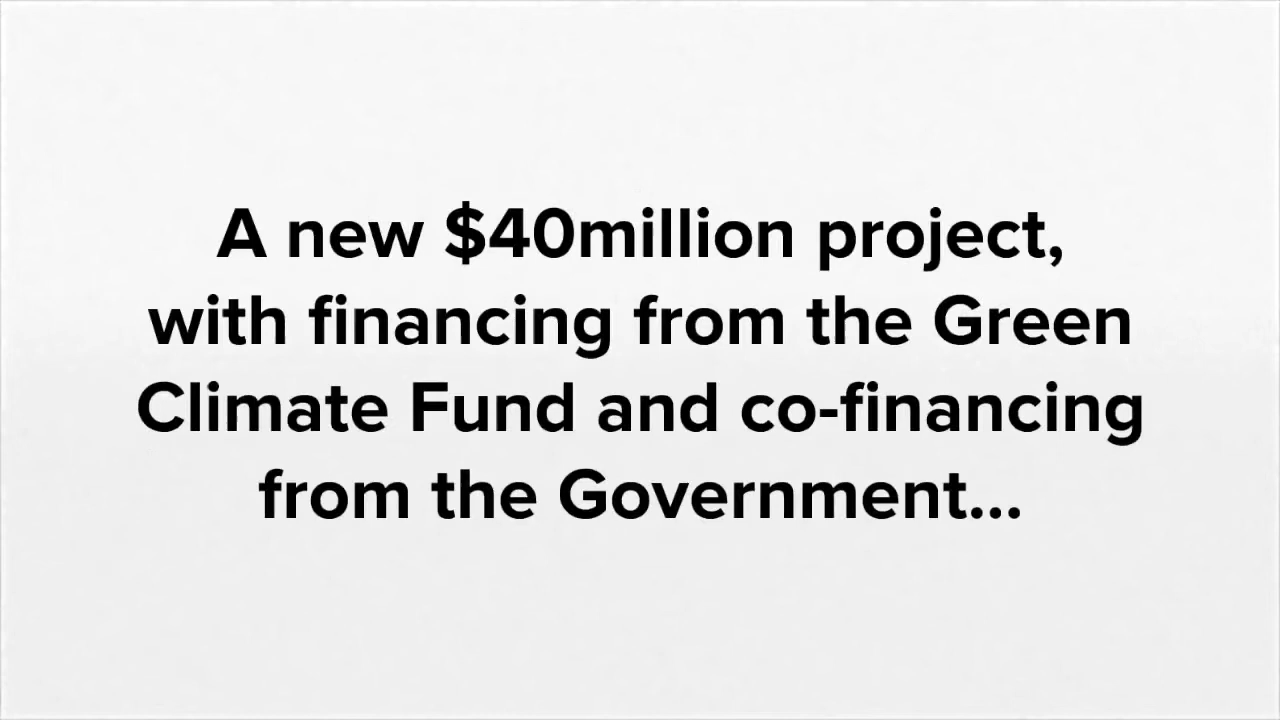 A new $40million project,
with financing from the Green
Climate Fund and co-financing
from the Government...